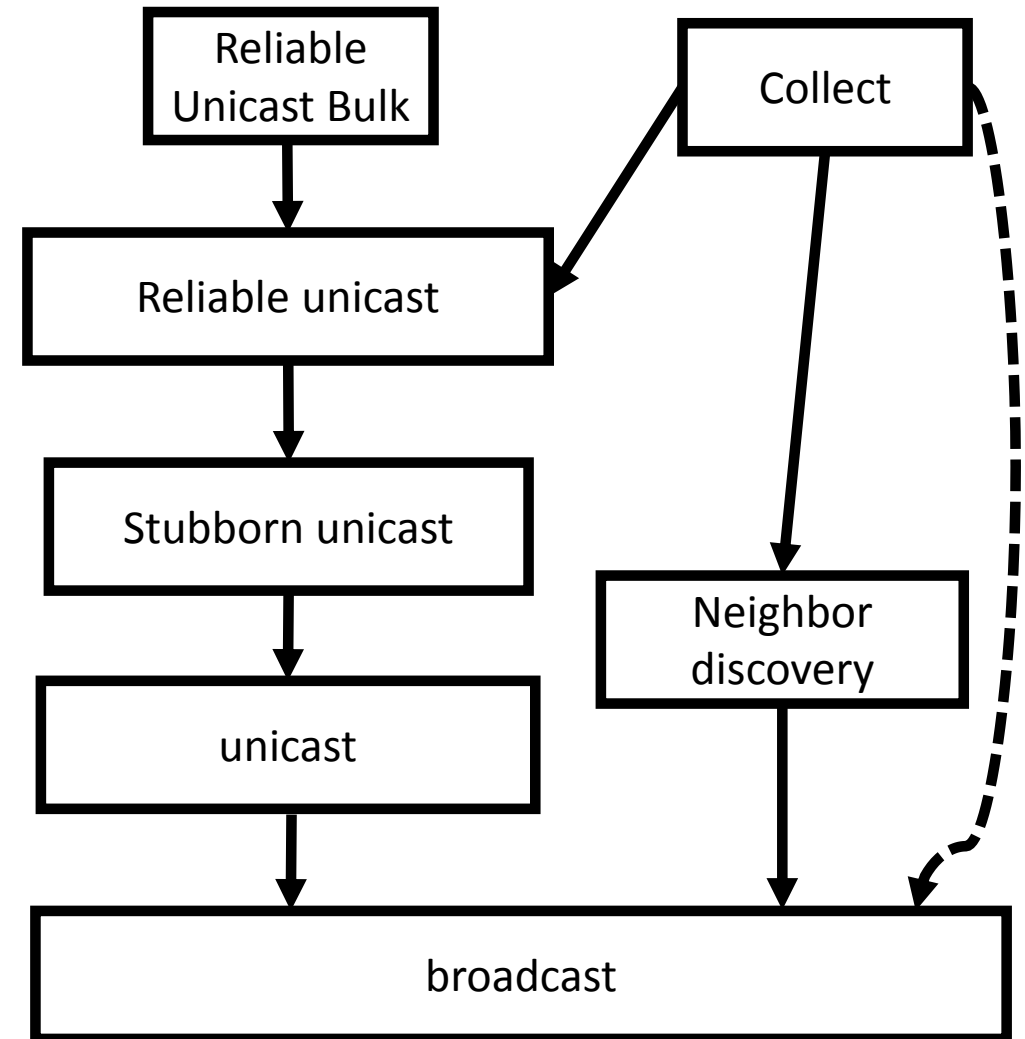 Reliable
Unicast Bulk
Collect
Reliable unicast
Stubborn unicast
Neighbor
discovery
unicast
broadcast